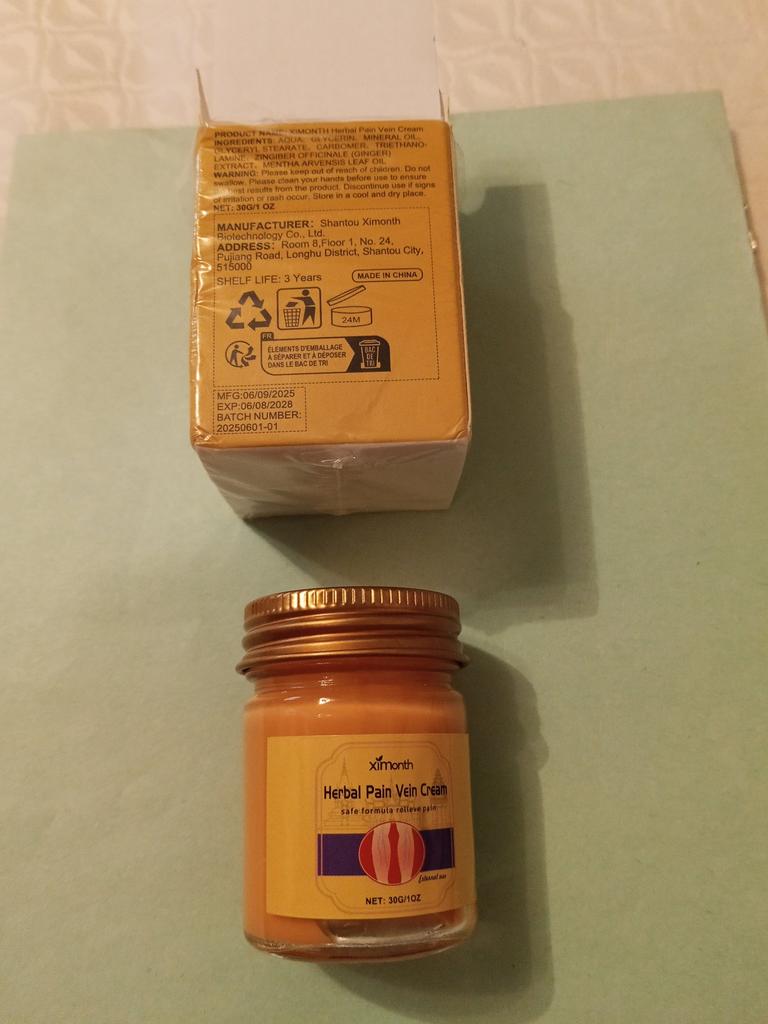 PRODUCT NAME: XIMONTH Herbal Pain Vein Cream
INGREDIENTS: AQUA, GLYCERIN, MINERAL OIL,
GLYCERYL STEARATE, CARBOMER, TRIETHANO-
LAMINE, ZINGIBER OFFICINALE (GINGER)
EXTRACT, MENTHA ARVENSIS LEAF OIL
WARNING: Please keep out of reach of children. Do not
swallow. Please clean your hands before use to ensure
best results from the product. Discontinue use if signs
of irritation or rash occur. Store in a cool and dry place.
NET: 30G/1 OZ
MANUFACTURER: Shantou Ximonth
Biotechnology Co., Ltd.
ADDRESS: Room 8,Floor 1, No. 24,
Pujiang Road, Longhu District, Shantou City,
515000
SHELF LIFE: 3 Years
MADE IN CHINA
24M
FR
ÉLÉMENTS D'EMBALLAGE
À SÉPARER ET À DÉPOSER
DANS LE BAC DE TRI
BAC
DE
TRI
MFG:06/09/2025
EXP:06/08/2028
BATCH NUMBER:
20250601-01
ximonth
Herbal Pain Vein Cream
safe formula relieve pain
External use
NET: 30G/1OZ